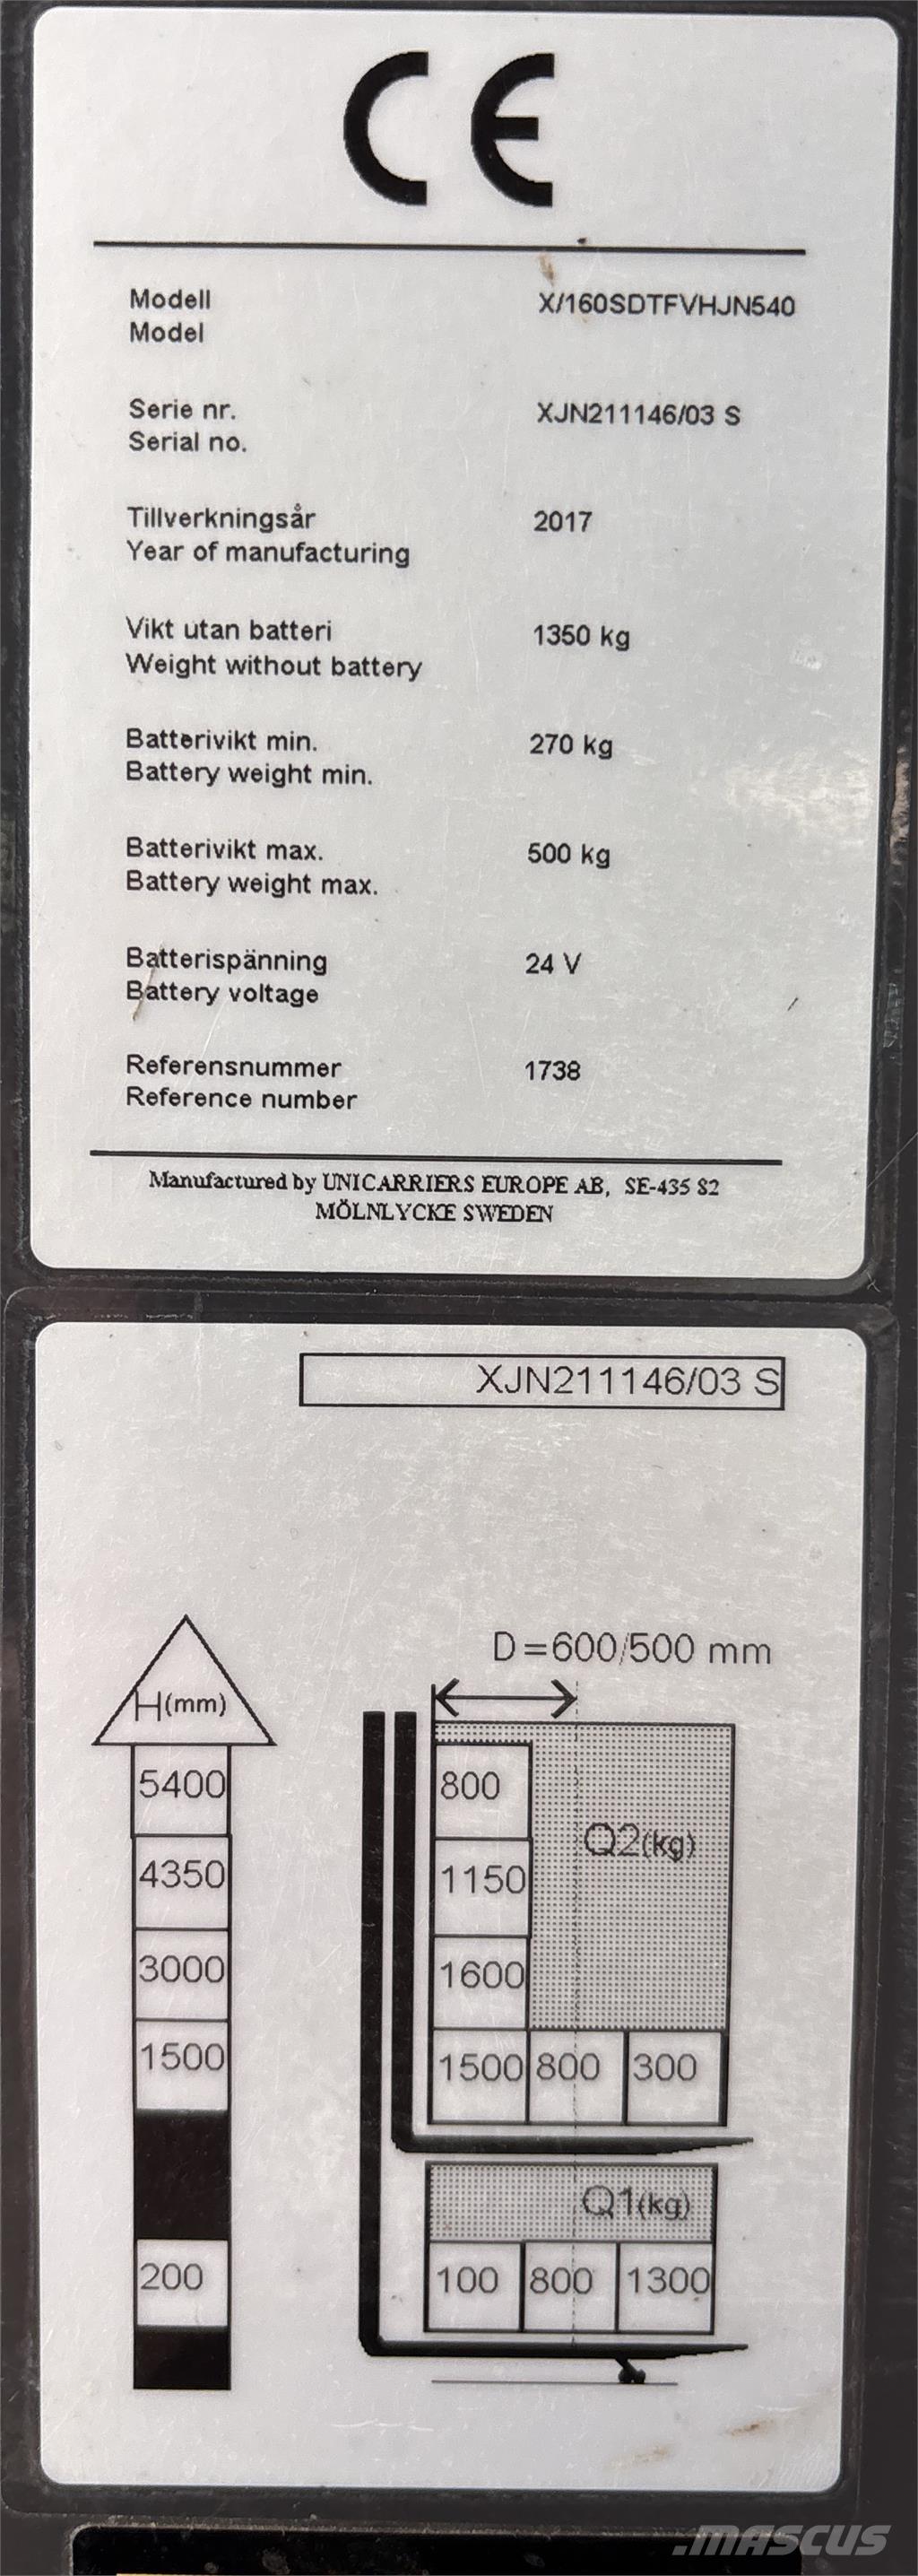 CE
Modell X/160SDTFVHJN540
Model
Serie nr. XJN211146/03 S
Serial no.
Tillverkningsår 2017
Year of manufacturing
Vikt utan batteri 1350 kg
Weight without battery
Batterivikt min. 270 kg
Battery weight min.
Batterivikt max. 500 kg
Battery weight max.
Batterispänning 24 V
Battery voltage
Referensnummer 1738
Reference number
Manufactured by UNICARRIERS EUROPE AB, SE-435 82
MÖLNLYCKE SWEDEN
XJN211146/03 S
D=600/500 mm
H(mm)
5400 800
Q2(kg)
4350 1150
3000 1600
1500 1500 800 300
Q1(kg)
200 100 800 1300
.MASCUS